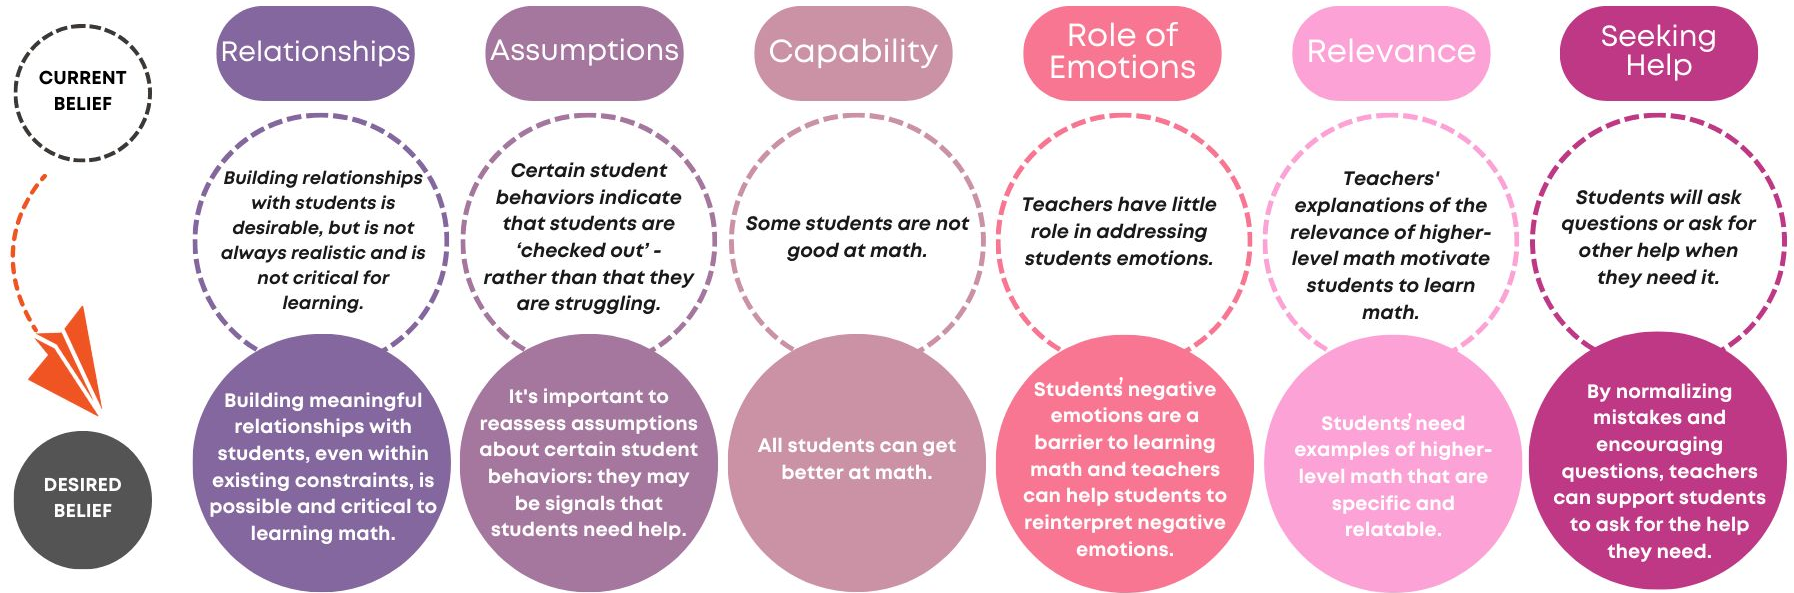 CURRENT
BELIEF
DESIRED
BELIEF
Relationships
Building relationships
with students is
desirable, but is not
always realistic and is
not critical for
learning.
Building meaningful
relationships with
students, even within
existing constraints, is
possible and critical to
learning math.
Assumptions
Certain student
behaviors indicate
that students are
‘checked out’ -
rather than that they
are struggling.
It's important to
reassess assumptions
about certain student
behaviors: they may
be signals that
students need help.
Capability
Some students are not
good at math.
All students can get
better at math.
Role of
Emotions
Teachers have little
role in addressing
students emotions.
Students’ negative
emotions are a
barrier to learning
math and teachers
can help students to
reinterpret negative
emotions.
Relevance
Teachers'
explanations of the
relevance of higher-
level math motivate
students to learn
math.
Students’ need
examples of higher-
level math that are
specific and
relatable.
Seeking
Help
Students will ask
questions or ask for
other help when
they need it.
By normalizing
mistakes and
encouraging
questions, teachers
can support students
to ask for the help
they need.